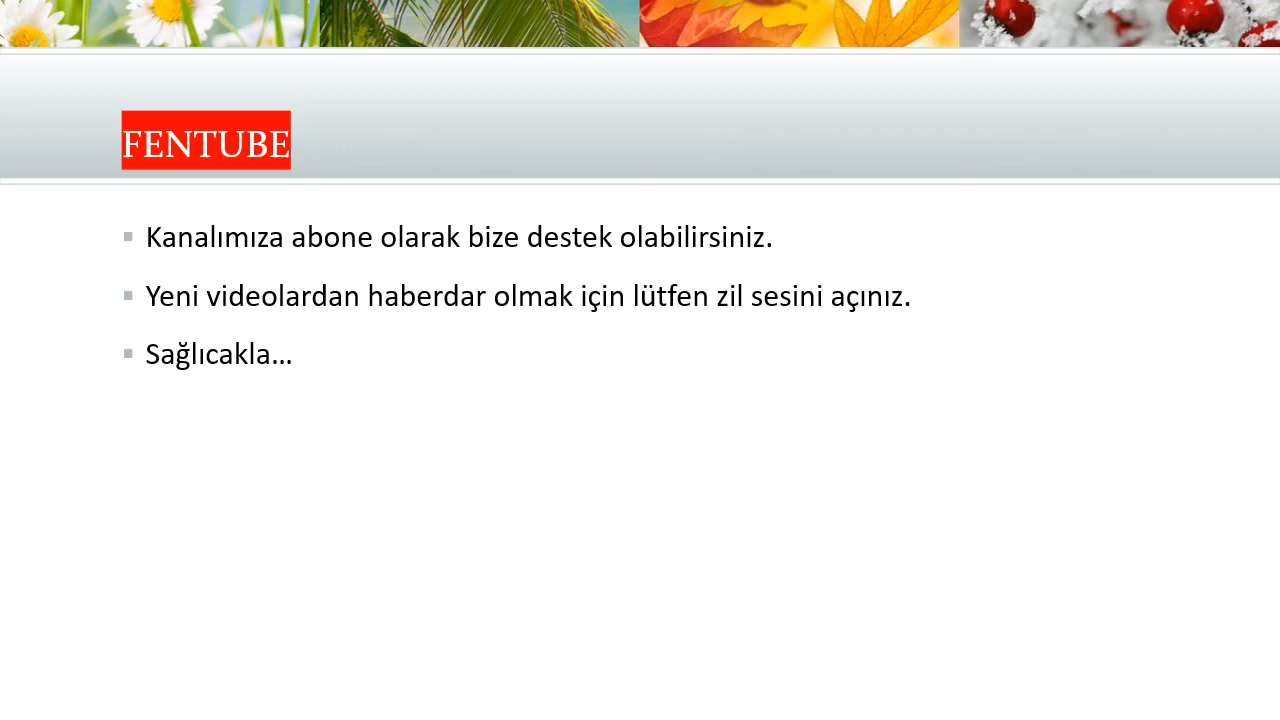 FENTUBE
Kanalımıza abone olarak bize destek olabilirsiniz.
Yeni videolardan haberdar olmak için lütfen zil sesini açınız.
Sağlıcakla...